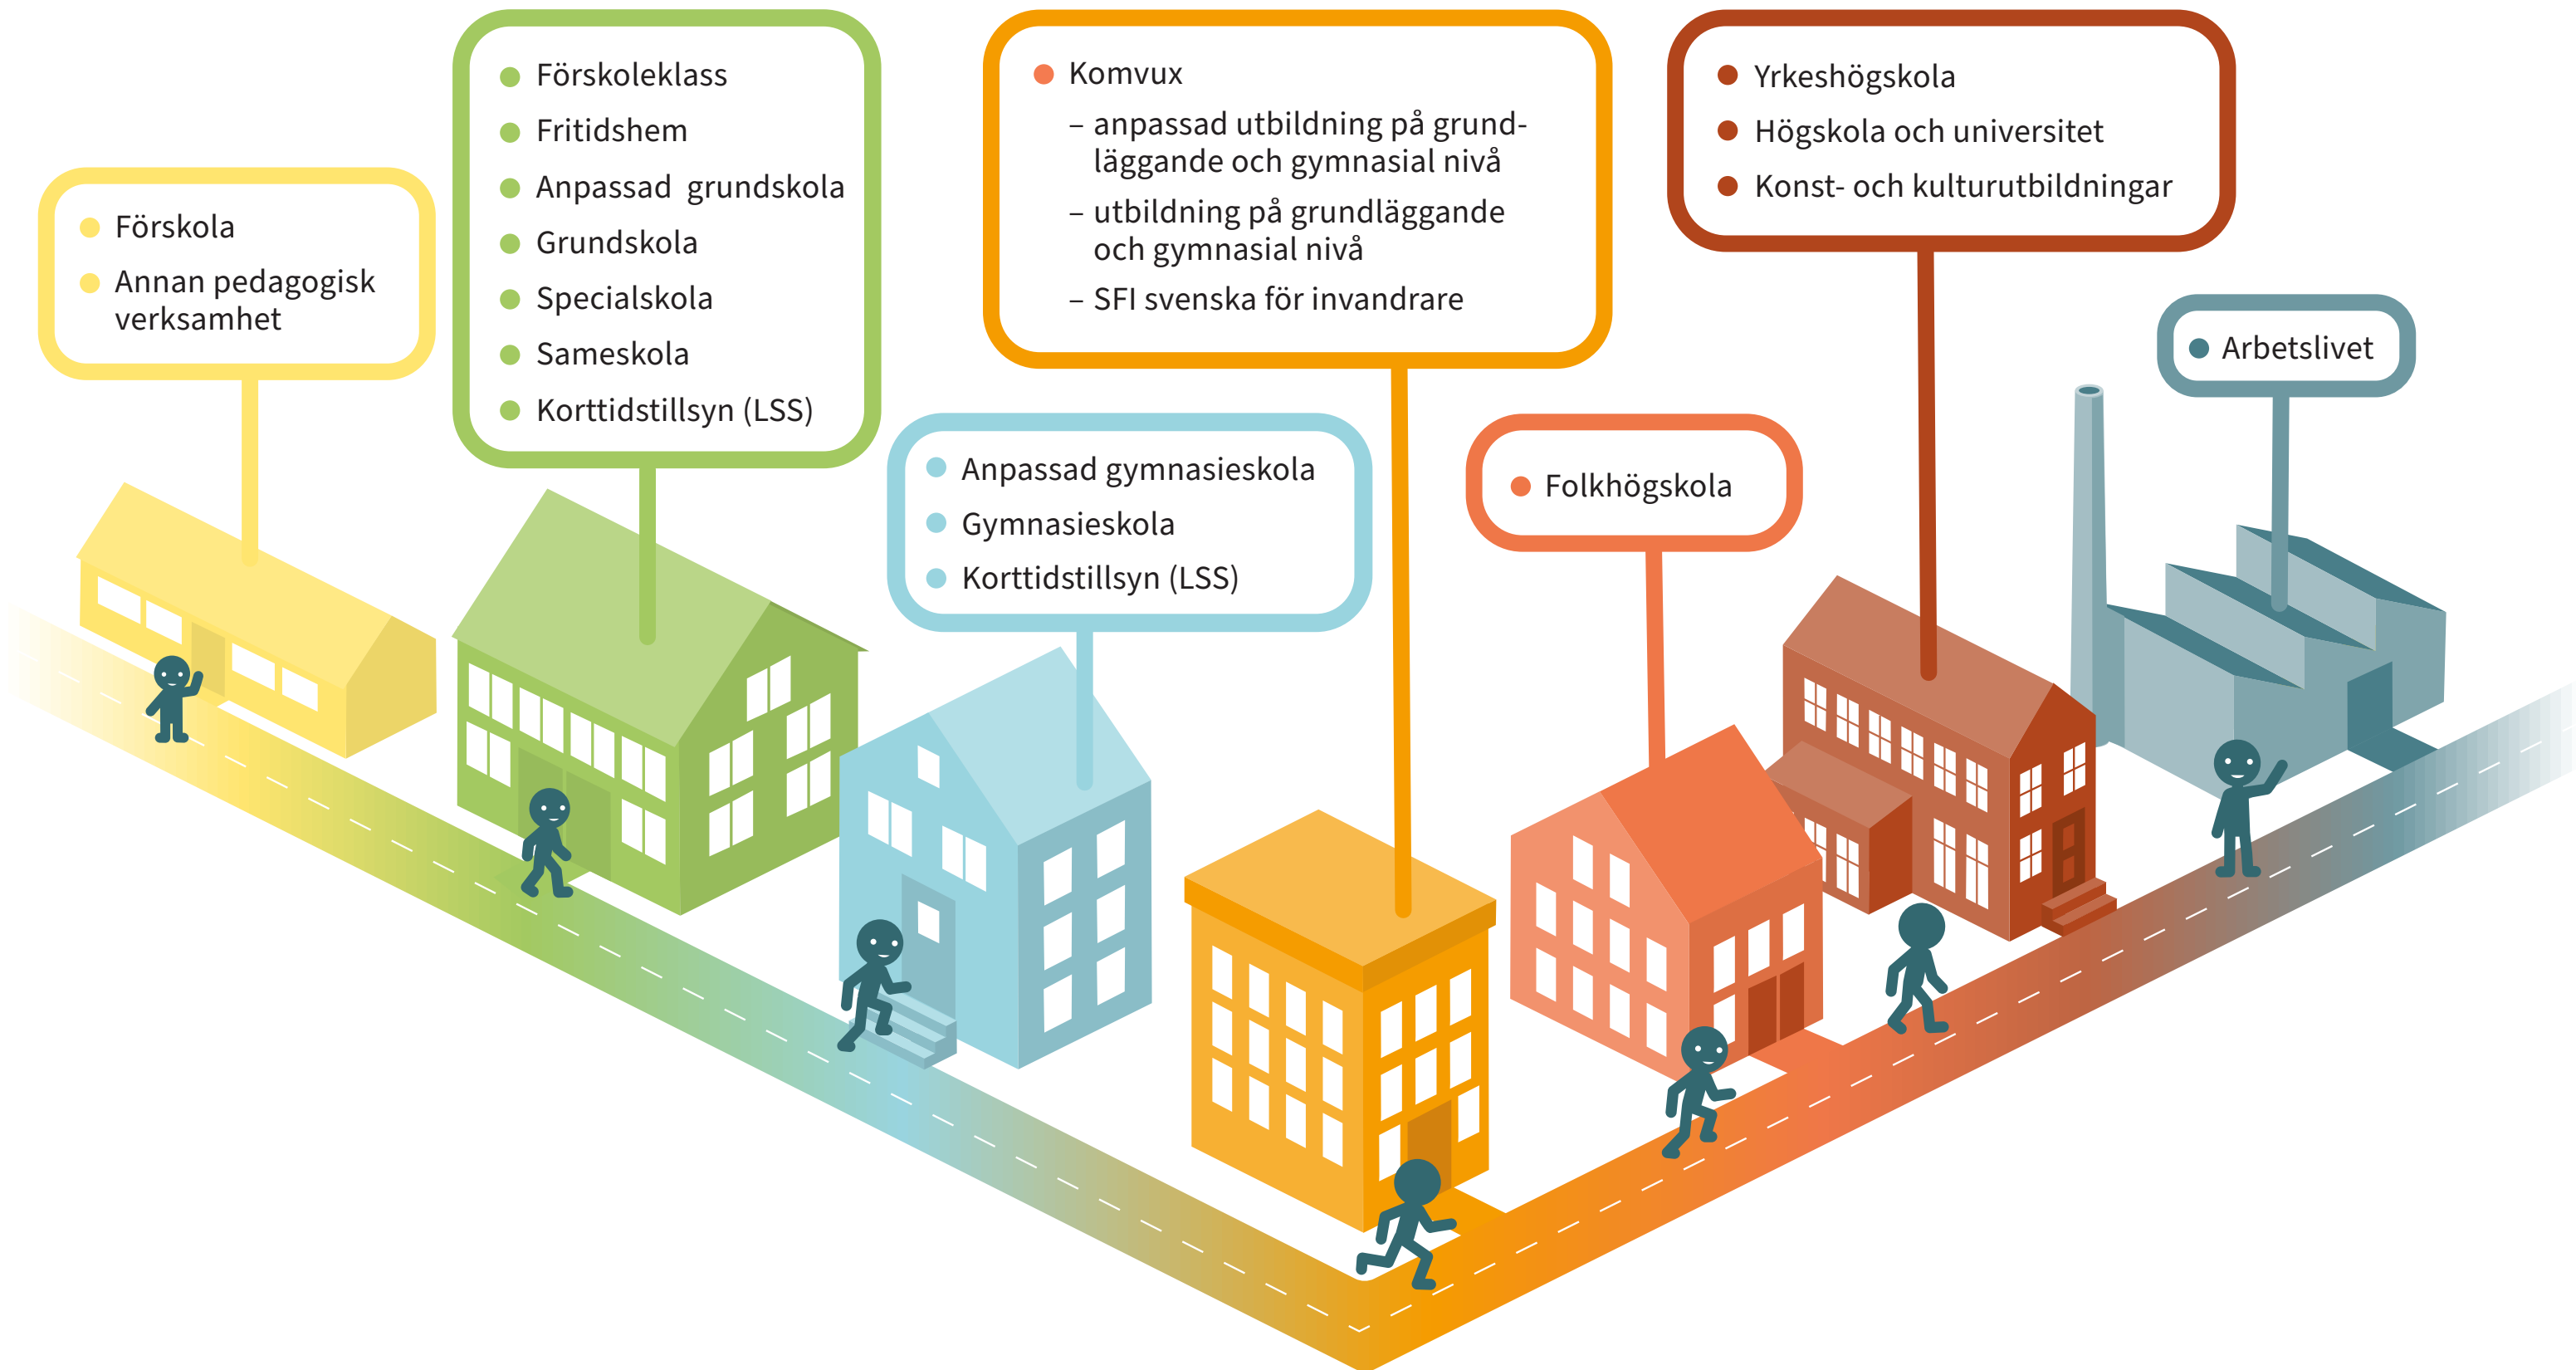 Förskola
Annan pedagogisk
verksamhet
Förskoleklass
Fritidshem
Anpassad grundskola
Grundskola
Specialskola
Sameskola
Korttidstillsyn (LSS)
Anpassad gymnasieskola
Gymnasieskola
Korttidstillsyn (LSS)
Komvux
– anpassad utbildning på grund-
läggande och gymnasial nivå
– utbildning på grundläggande
och gymnasial nivå
– SFI svenska för invandrare
Folkhögskola
Yrkeshögskola
Högskola och universitet
Konst- och kulturutbildningar
Arbetslivet